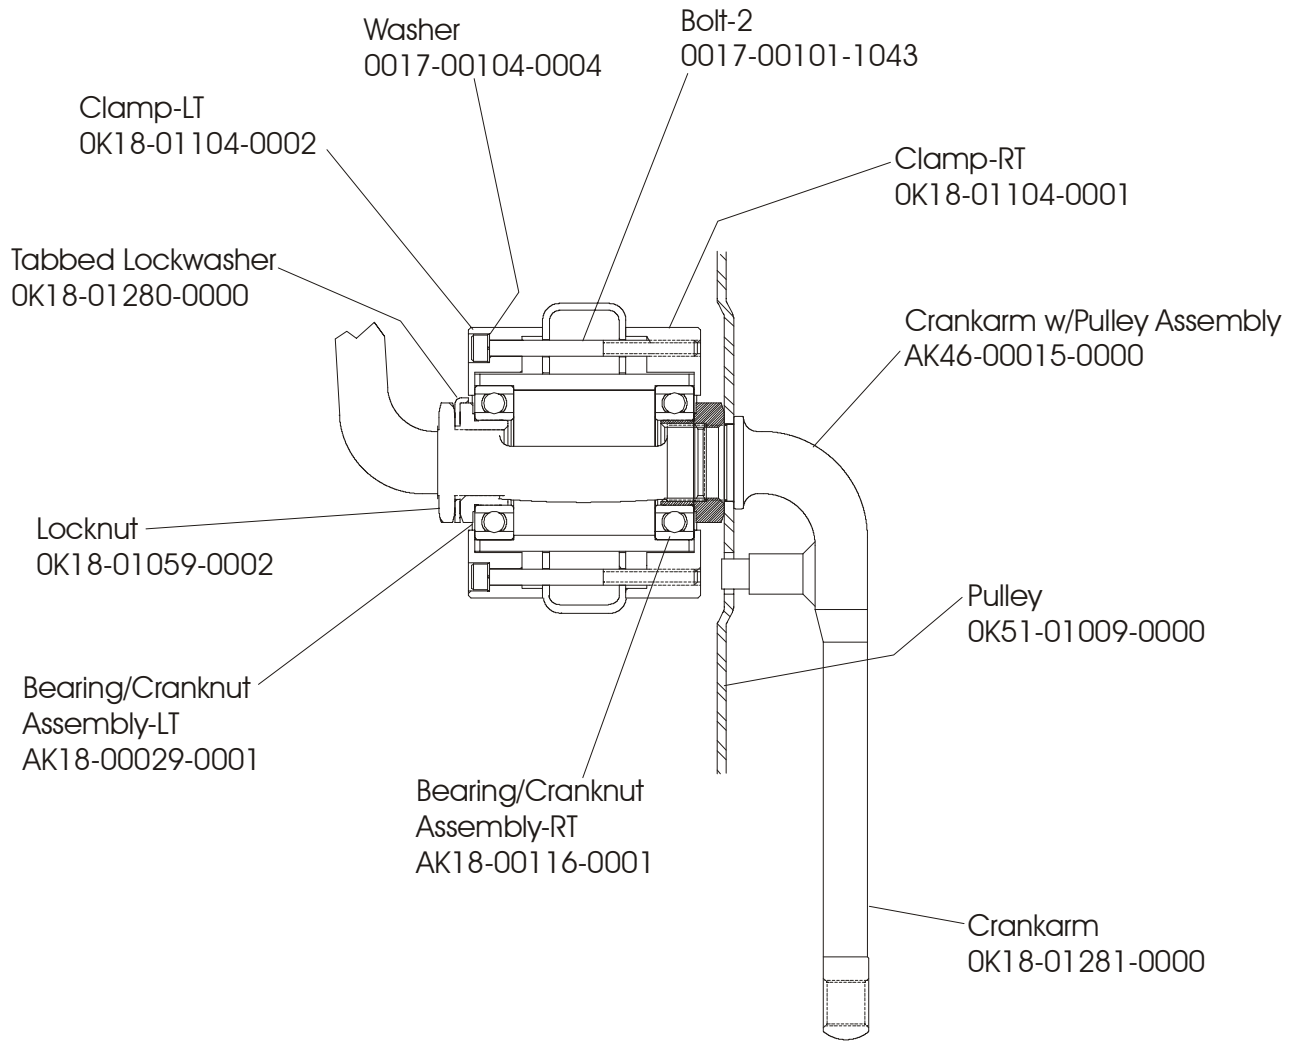 Washer
0017-00104-0004
Bolt-2
0017-00101-1043
Clamp-LT
0K18-01104-0002
Clamp-RT
0K18-01104-0001
Tabbed Lockwasher
0K18-01280-0000
Crankarm w/Pulley Assembly
AK46-00015-0000
Locknut
0K18-01059-0002
Pulley
0K51-01009-0000
Bearing/Cranknut
Assembly-LT
AK18-00029-0001
Bearing/Cranknut
Assembly-RT
AK18-00116-0001
Crankarm
0K18-01281-0000